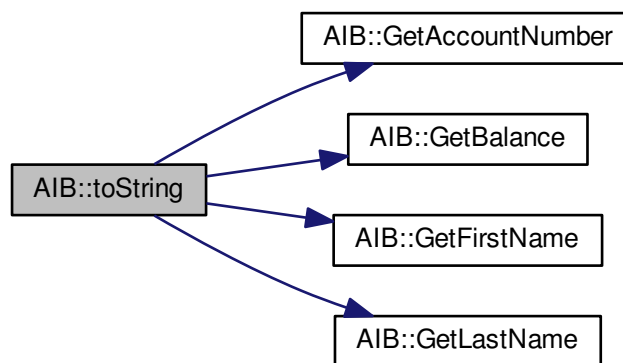 AIB::toString
AIB::GetAccountNumber
AIB::GetBalance
AIB::GetFirstName
AIB::GetLastName